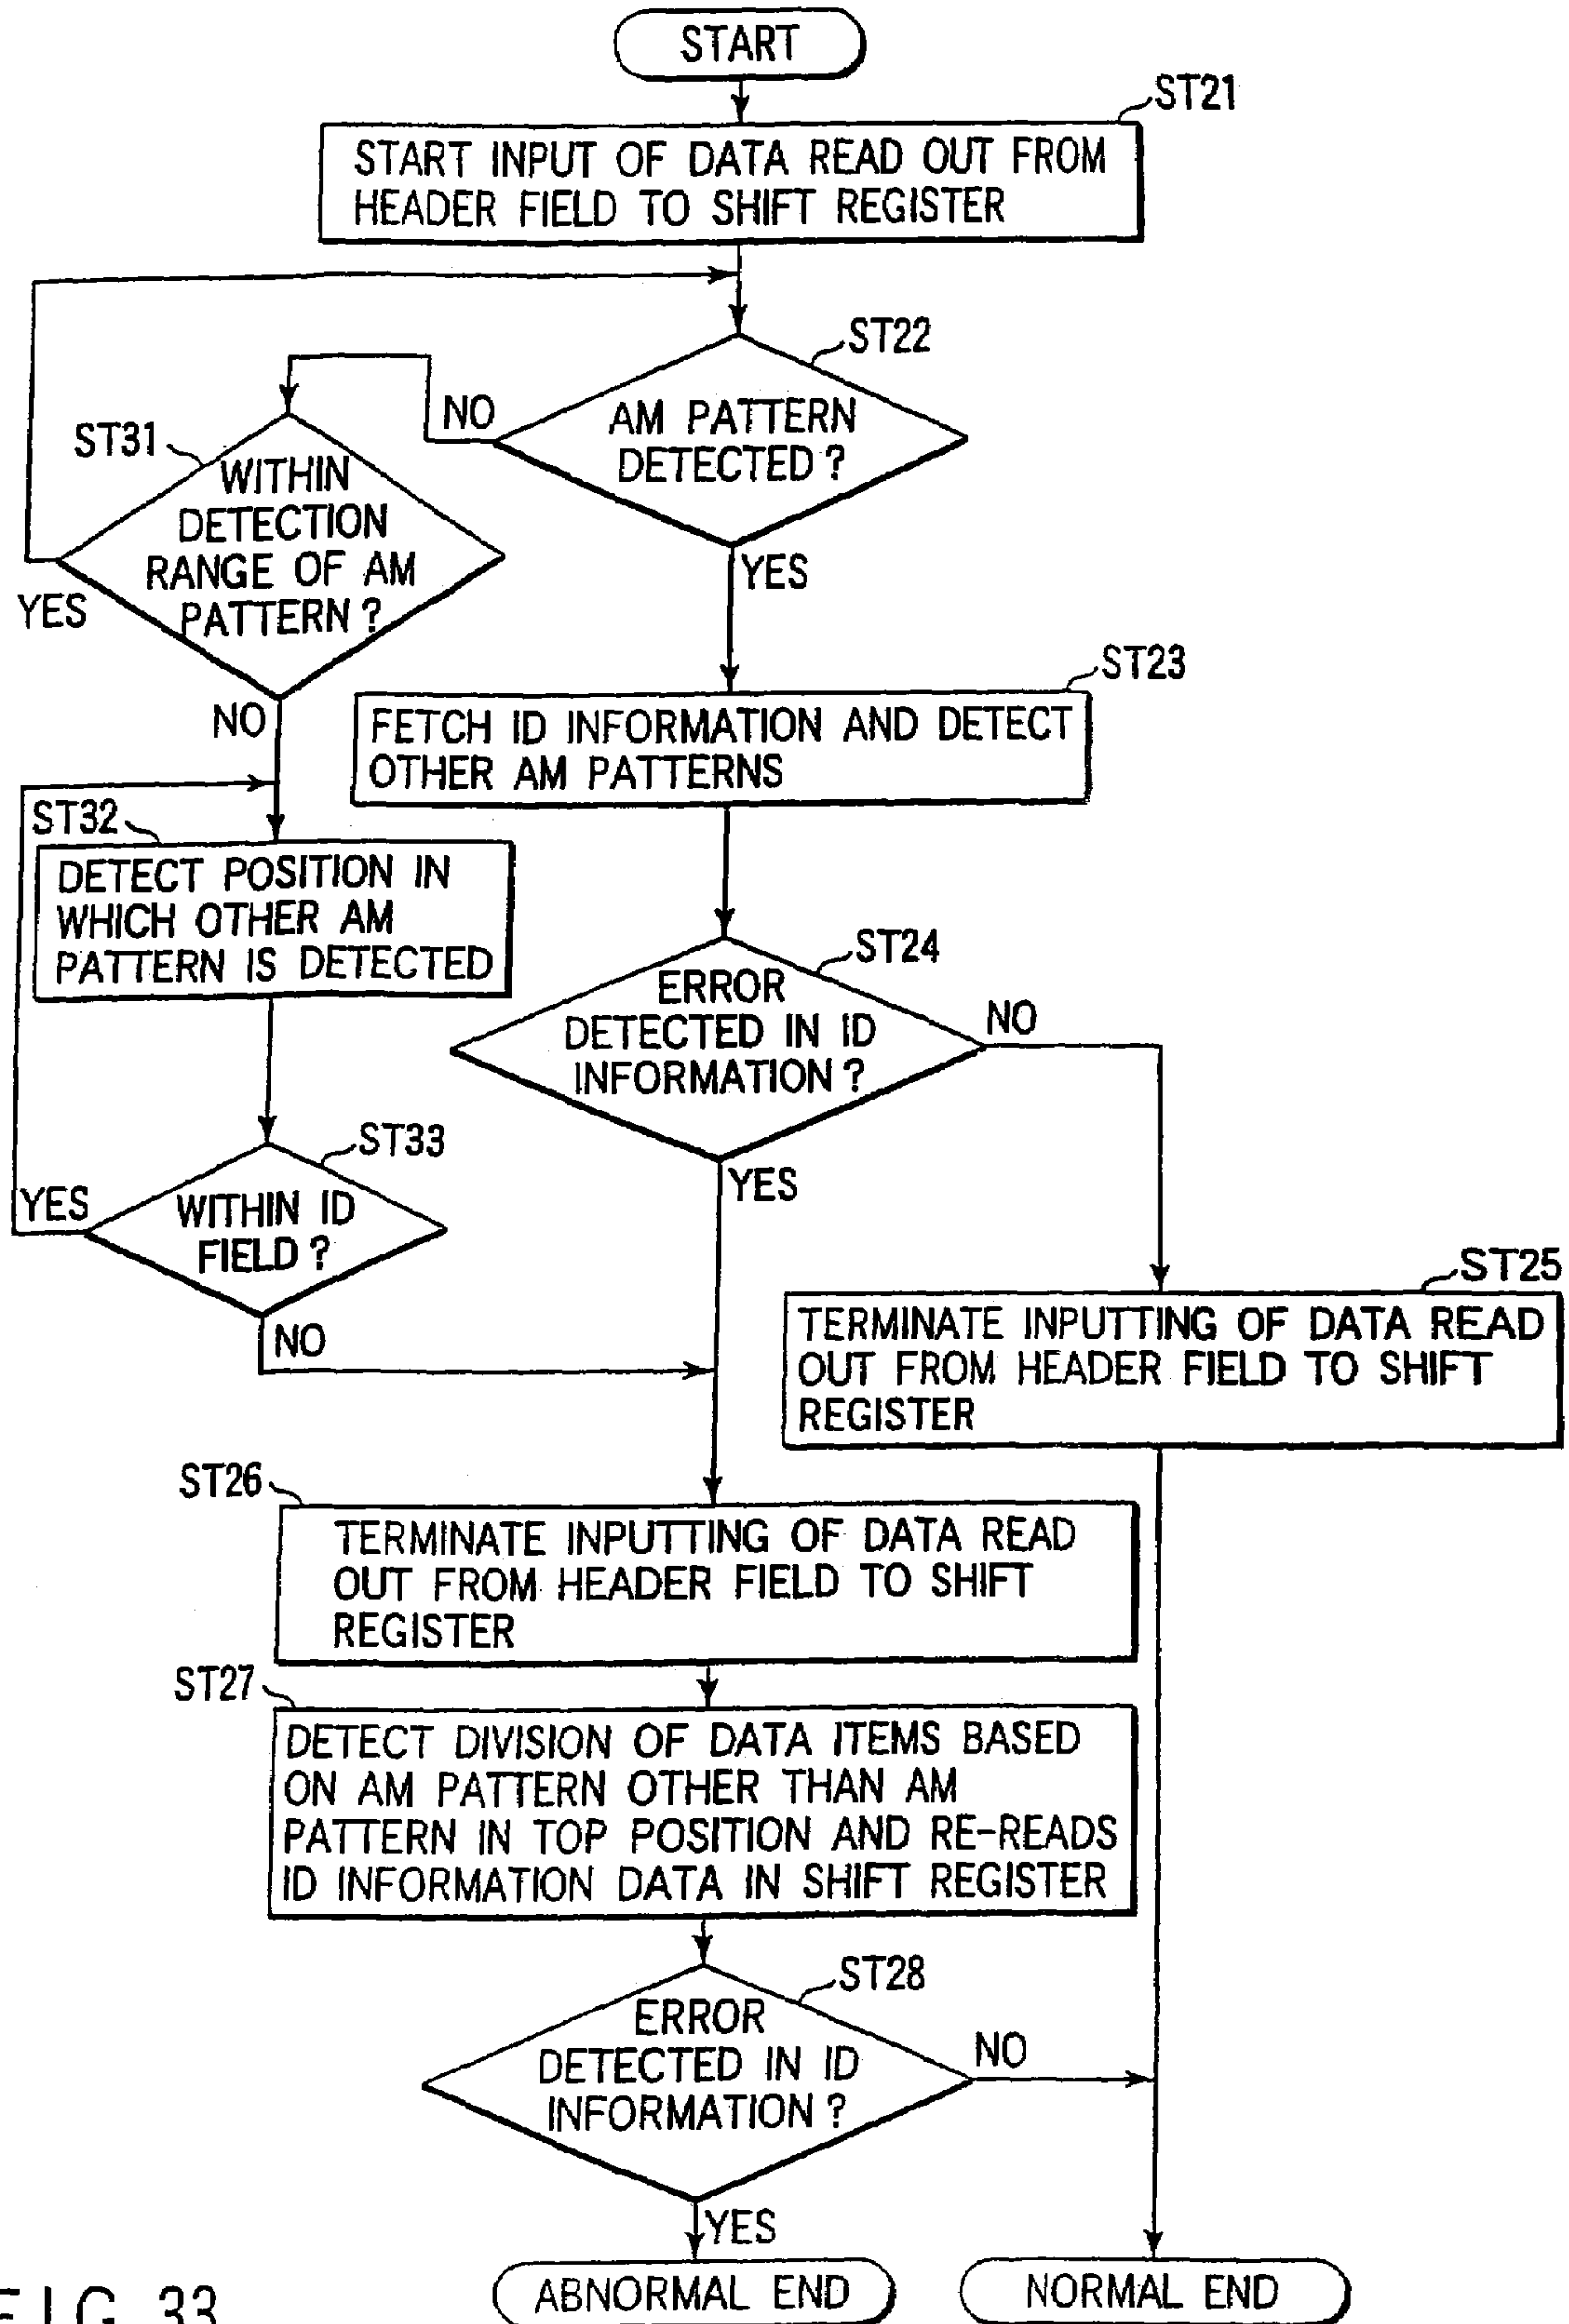 START
ST21
START INPUT OF DATA READ OUT FROM
HEADER FIELD TO SHIFT REGISTER
ST22
AM PATTERN
DETECTED?
NO
YES
ST31
WITHIN
DETECTION
RANGE OF AM
PATTERN?
YES
NO
ST23
FETCH ID INFORMATION AND DETECT
OTHER AM PATTERNS
ST32
DETECT POSITION IN
WHICH OTHER AM
PATTERN IS DETECTED
ST24
ERROR
DETECTED IN ID
INFORMATION?
NO
YES
ST33
WITHIN ID
FIELD?
YES
NO
ST25
TERMINATE INPUTTING OF DATA READ
OUT FROM HEADER FIELD TO SHIFT
REGISTER
ST26
TERMINATE INPUTTING OF DATA READ
OUT FROM HEADER FIELD TO SHIFT
REGISTER
ST27
DETECT DIVISION OF DATA ITEMS BASED
ON AM PATTERN OTHER THAN AM
PATTERN IN TOP POSITION AND RE-READS
ID INFORMATION DATA IN SHIFT REGISTER
ST28
ERROR
DETECTED IN ID
INFORMATION?
NO
YES
ABNORMAL END
NORMAL END
FIG. 33